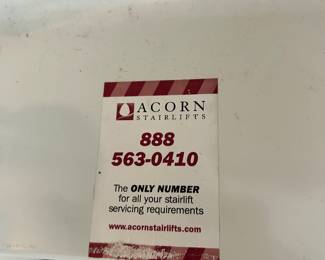 ACORN
STAIRLIFTS
888
563-0410
The ONLY NUMBER
for all your stairlift
servicing requirements
www.acornstairlifts.com